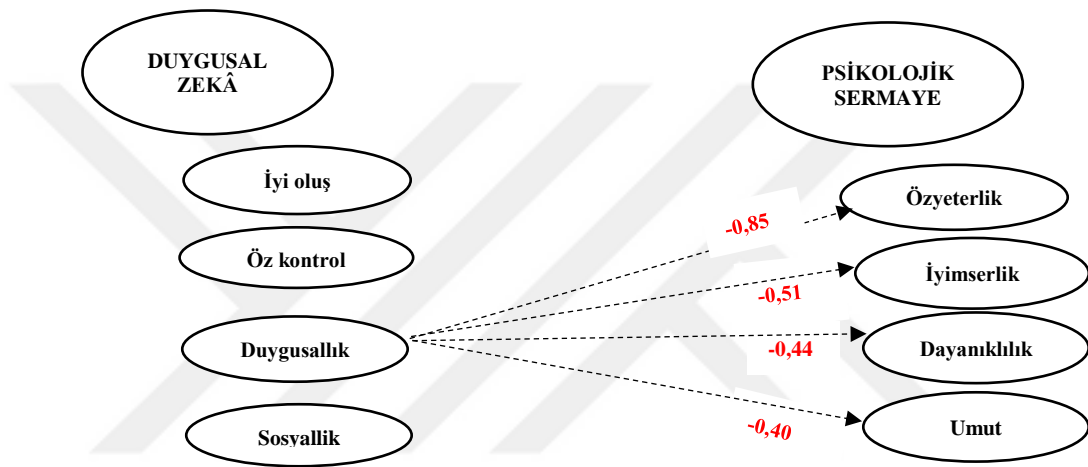 DUYGUSAL
ZEKÂ
PSİKOLOJİK
SERMAYE
İyi oluş
Özyeterlik
-0,85
Öz kontrol
İyimserlik
-0,51
Duygusallık
-0,44
Dayanıklılık
Sosyallik
-0,40
Umut